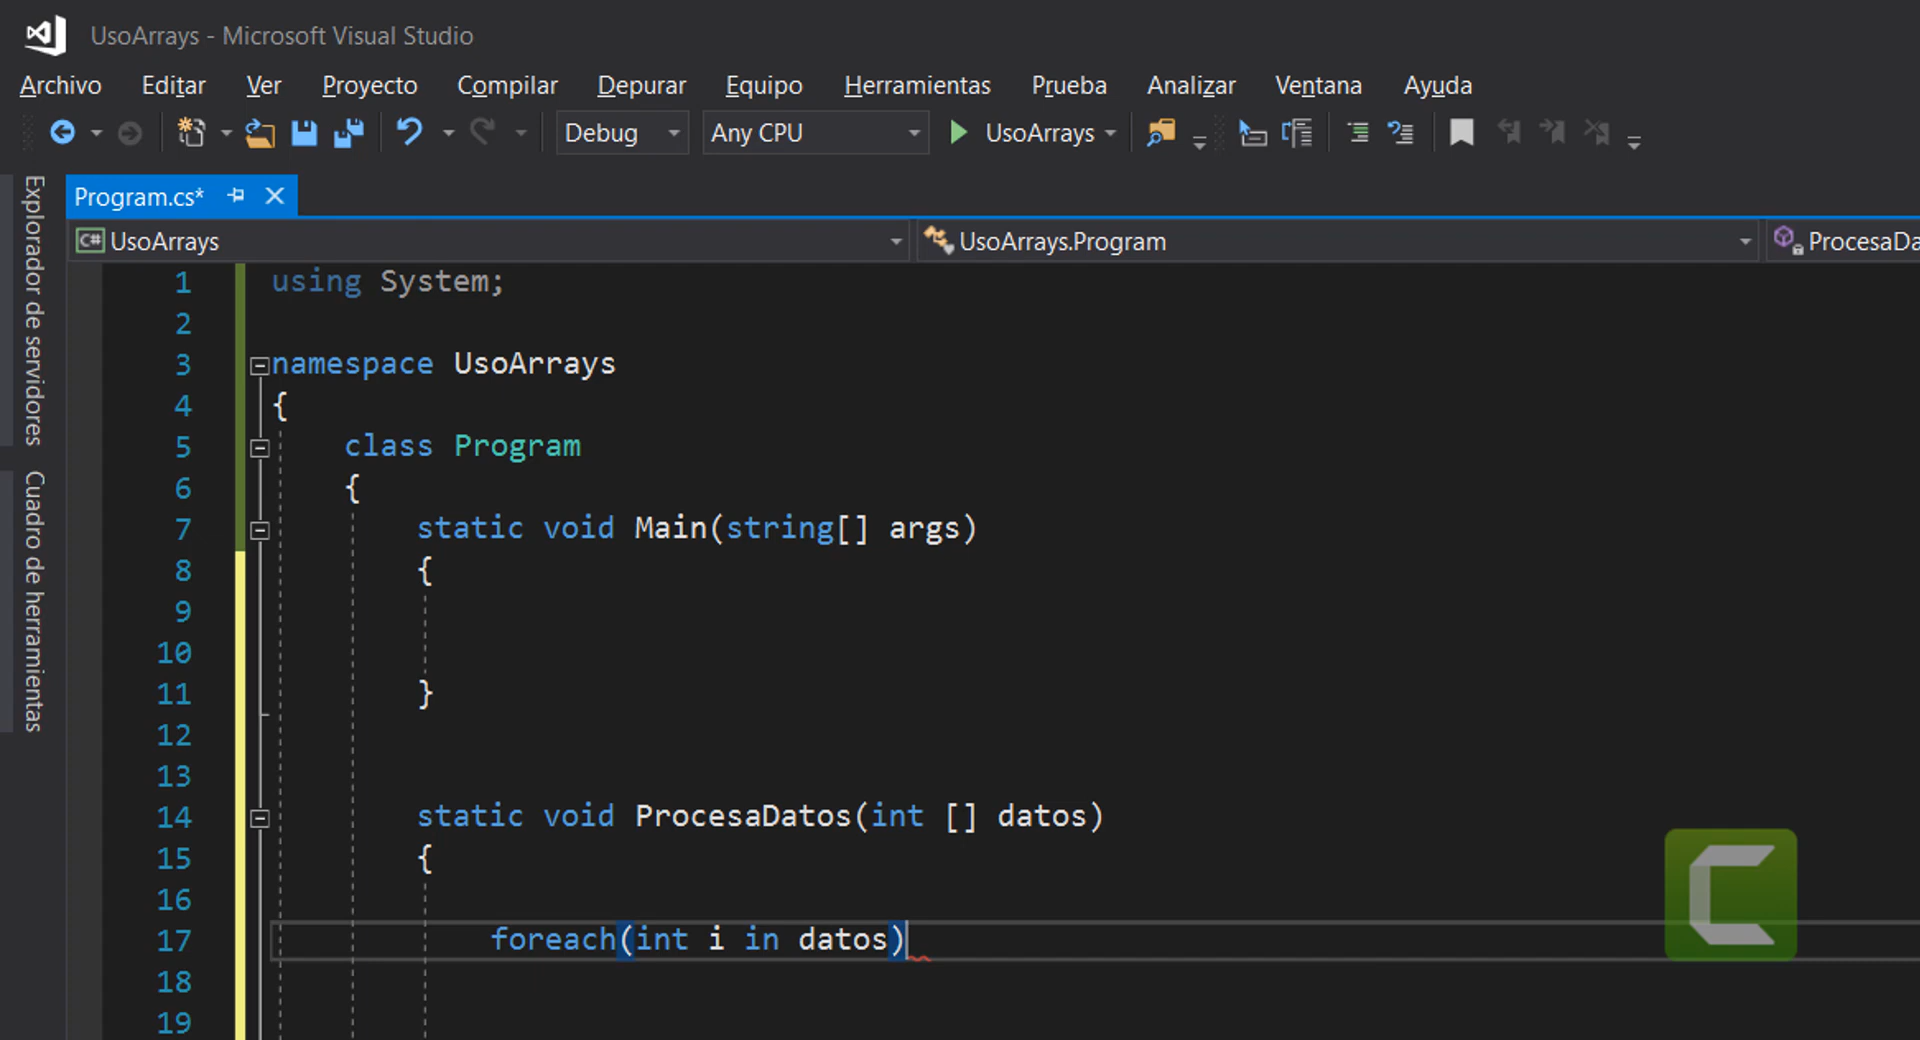 UsoArrays - Microsoft Visual Studio
Archivo Editar Ver Proyecto Compilar Depurar Equipo Herramientas Prueba Analizar Ventana Ayuda
Debug Any CPU UsoArrays
Explorador de servidores
Cuadro de herramientas
Program.cs*
C# UsoArrays UsoArrays.Program ProcesaDa
1 using System;
2
3 namespace UsoArrays
4 {
5 class Program
6 {
7 static void Main(string[] args)
8 {
9
10
11 }
12
13
14 static void ProcesaDatos(int [] datos)
15 {
16
17 foreach(int i in datos)
18
19